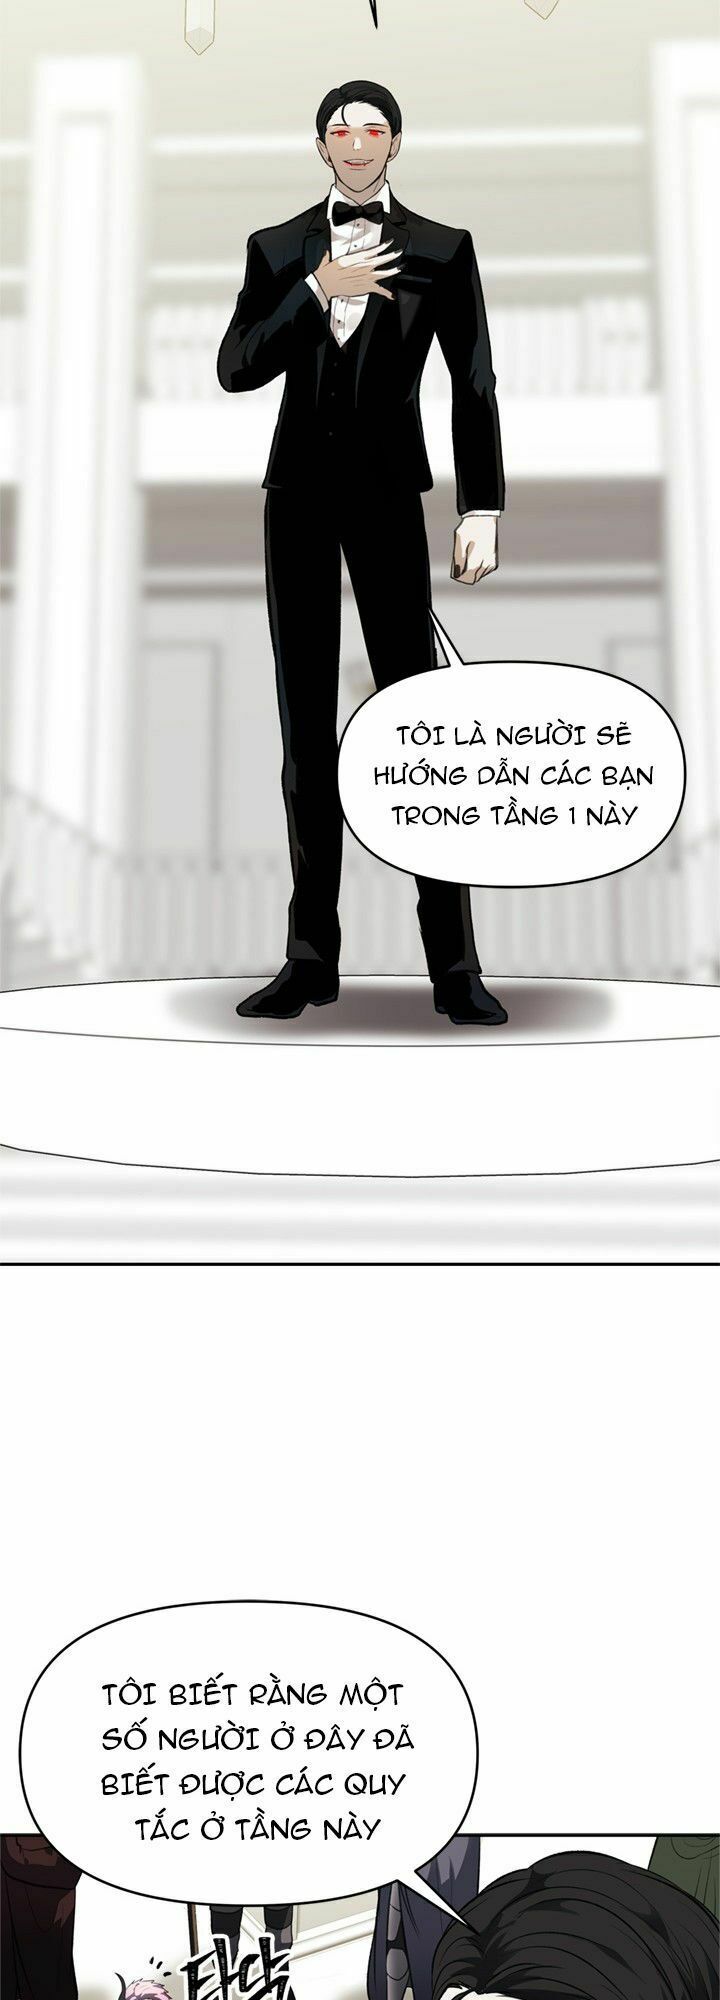 TÔI LÀ NGƯỜI SẼ
HƯỚNG DẪN CÁC BẠN
TRONG TẦNG 1 NÀY
TÔI BIẾT RẰNG MỘT
SỐ NGƯỜI Ở ĐÂY ĐÃ
BIẾT ĐƯỢC CÁC QUY
TẮC Ở TẦNG NÀY